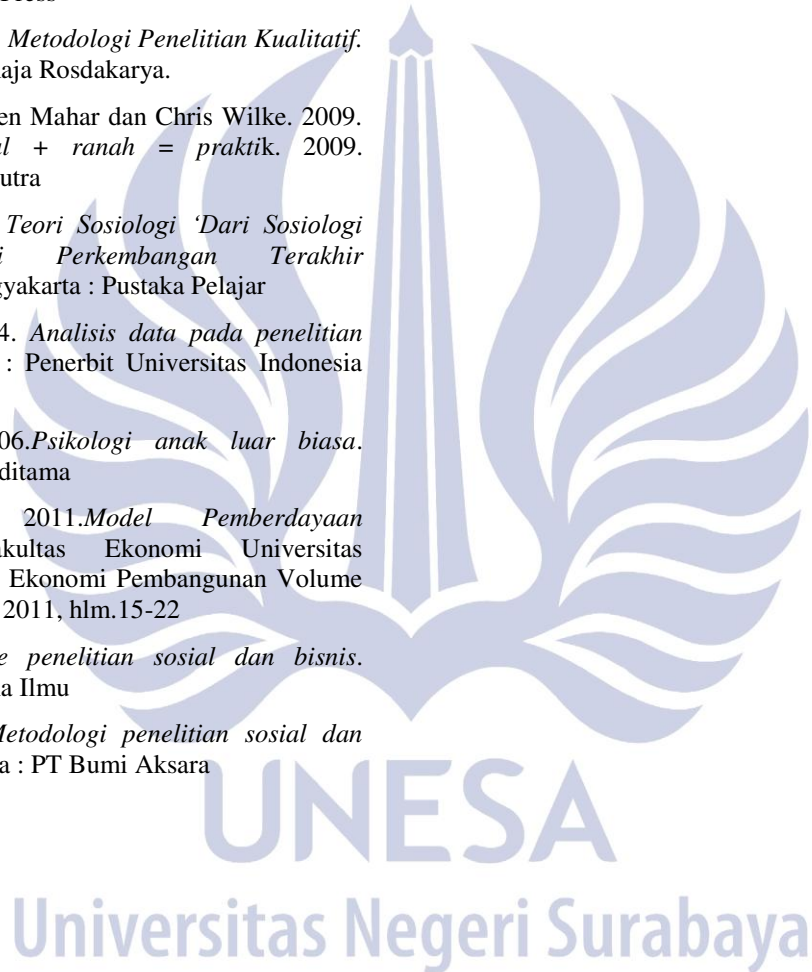 Press
Metodologi Penelitian Kualitatif.
Rosdakarya.
en Mahar dan Chris Wilke. 2009.
+ ranah = praktik. 2009.
utra
Teori Sosiologi ‘Dari Sosiologi
i Perkembangan Terakhir
gyakarta : Pustaka Pelajar
4. Analisis data pada penelitian
: Penerbit Universitas Indonesia
06.Psikologi anak luar biasa.
ditama
2011.Model Pemberdayaan
akultas Ekonomi Universitas
Ekonomi Pembangunan Volume
2011, hlm.15-22
e penelitian sosial dan bisnis.
a Ilmu
Metodologi penelitian sosial dan
a : PT Bumi Aksara
UNESA
Universitas Negeri Surabaya